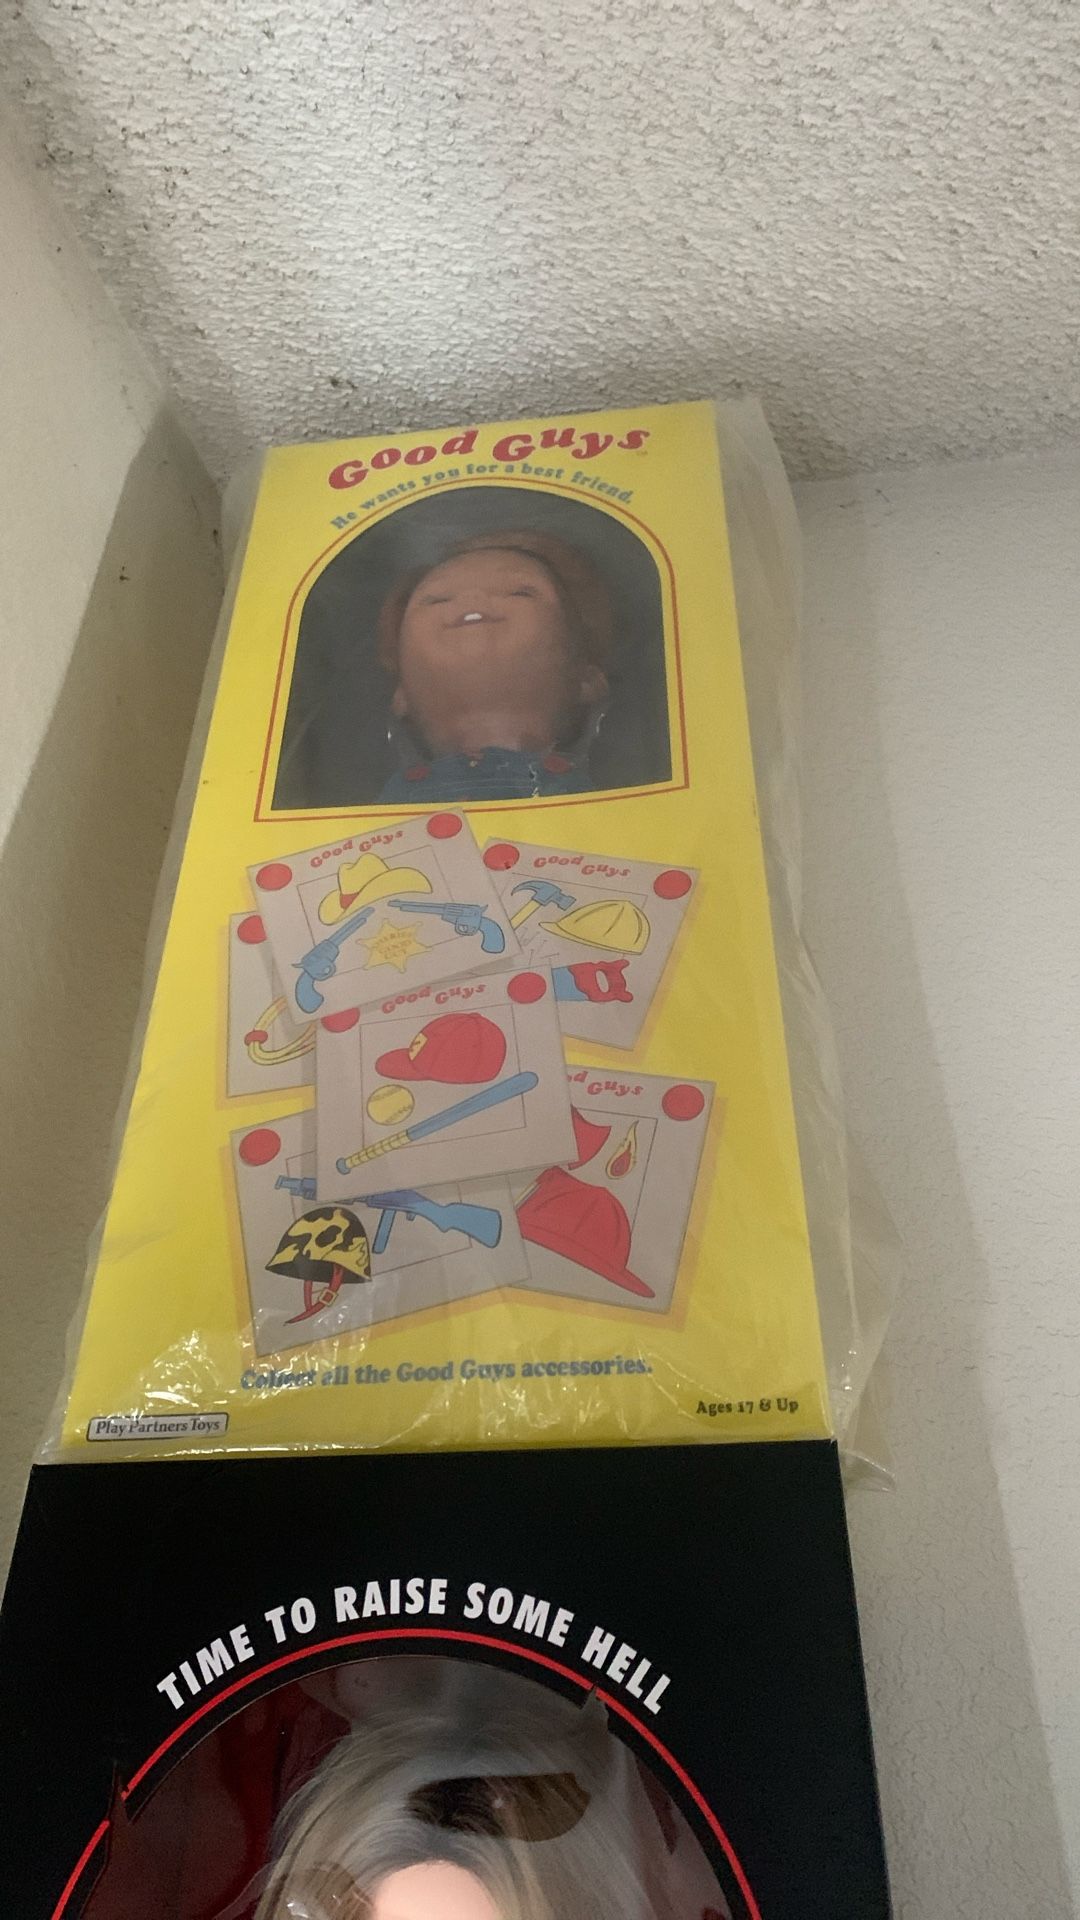 Good Guys
He wants you for a best friend.
Good Guys
Good Guys
Good Guys
Guys
Collect all the Good Guys accessories.
Play Partners Toys
Ages 17 & Up
TIME TO RAISE SOME HELL